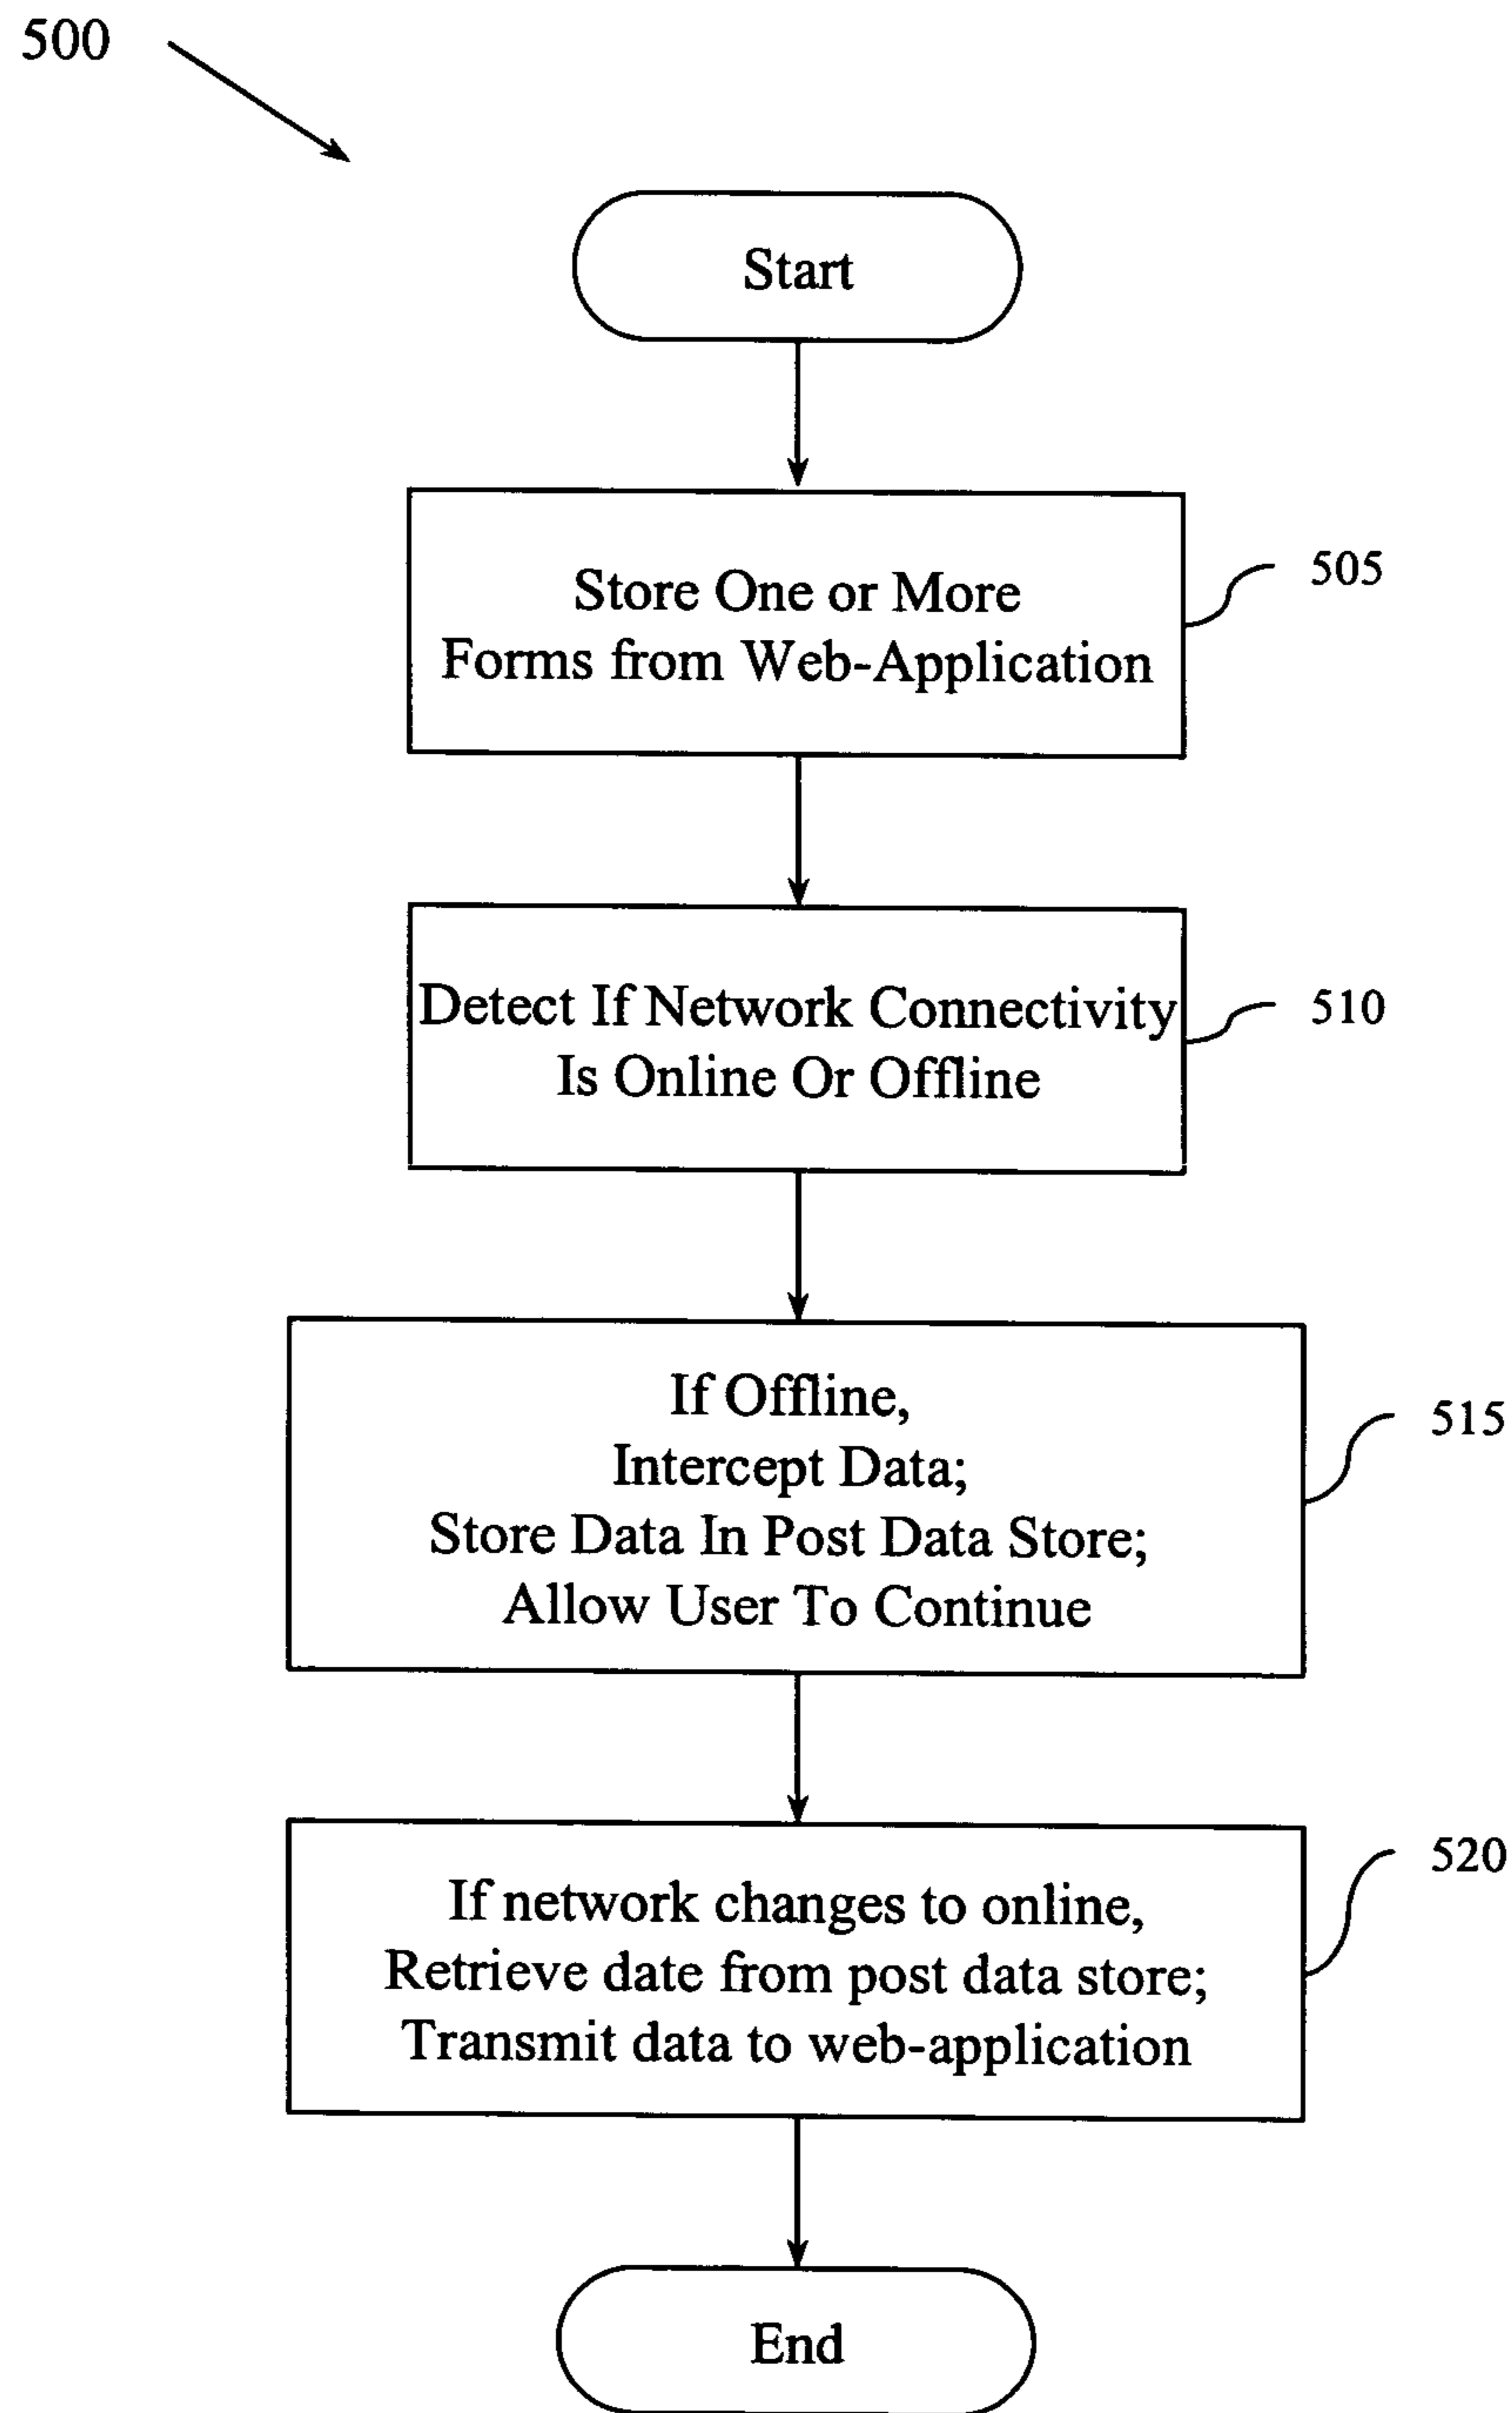 500
Start
Store One or More
Forms from Web-Application
505
Detect If Network Connectivity
Is Online Or Offline
510
If Offline,
Intercept Data;
Store Data In Post Data Store;
Allow User To Continue
515
If network changes to online,
Retrieve date from post data store;
Transmit data to web-application
520
End